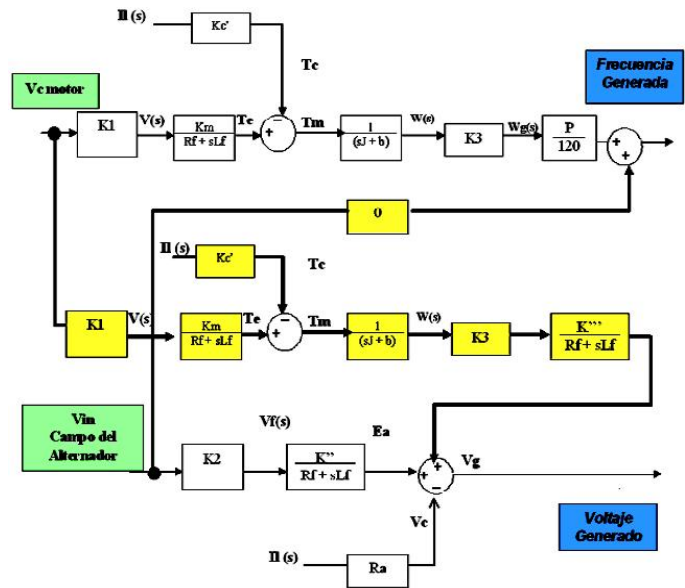 Il (s)
Kc'
Tc
Frecuencia
Generada
Vc motor
K1
V(s)
Km
Rf + sLf
Te
−
+
Tm
1
(sJ + b)
W(s)
K3
Wg(s)
P
120
+
+
0
Il (s)
Kc'
Tc
K1
V(s)
Km
Rf + sLf
Te
−
+
Tm
1
(sJ + b)
W(s)
K3
K'''
Rf + sLf
Vin
Campo del
Alternador
K2
Vf(s)
K''
Rf + sLf
Ea
+
+
−
Vg
Vc
Voltaje
Generado
Il (s)
Ra